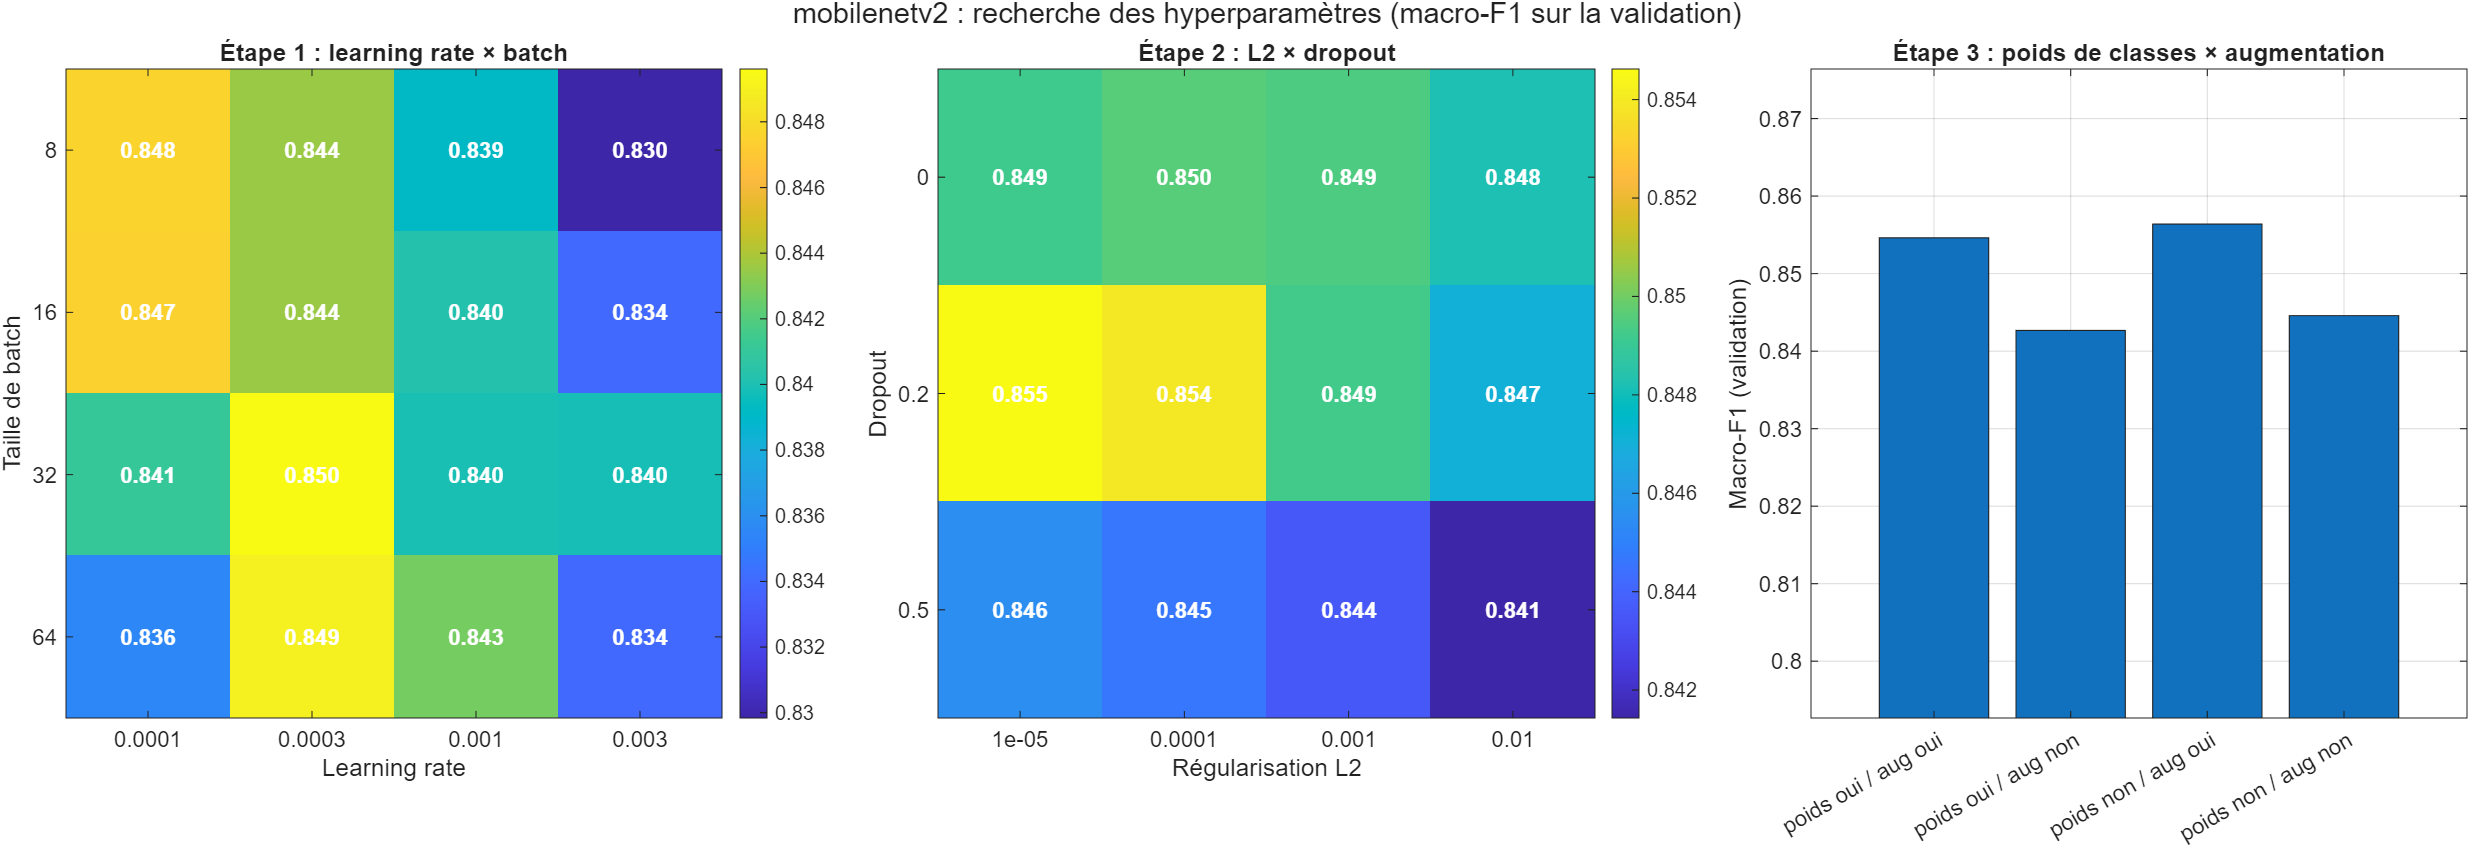 mobilenetv2 : recherche des hyperparamètres (macro-F1 sur la validation)
Étape 1 : learning rate × batch
Taille de batch
8
16
32
64
0.848 0.844 0.839 0.830
0.847 0.844 0.840 0.834
0.841 0.850 0.840 0.840
0.836 0.849 0.843 0.834
0.0001 0.0003 0.001 0.003
Learning rate
0.848
0.846
0.844
0.842
0.84
0.838
0.836
0.834
0.832
0.83
Étape 2 : L2 × dropout
Dropout
0
0.2
0.5
0.849 0.850 0.849 0.848
0.855 0.854 0.849 0.847
0.846 0.845 0.844 0.841
1e-05 0.0001 0.001 0.01
Régularisation L2
0.854
0.852
0.85
0.848
0.846
0.844
0.842
Étape 3 : poids de classes × augmentation
Macro-F1 (validation)
0.87
0.86
0.85
0.84
0.83
0.82
0.81
0.8
poids oui / aug oui
poids oui / aug non
poids non / aug oui
poids non / aug non